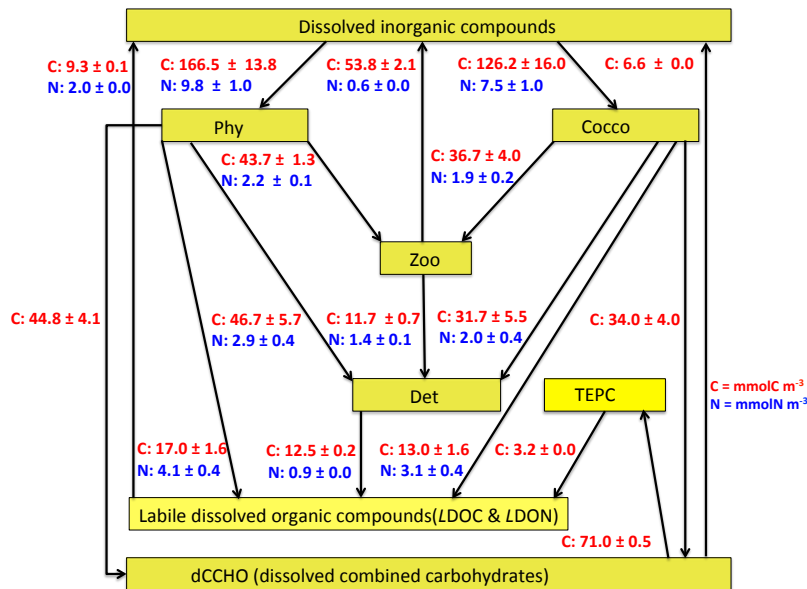 Dissolved inorganic compounds
C: 9.3 ± 0.1
N: 2.0 ± 0.0
C: 166.5 ± 13.8
N: 9.8 ± 1.0
C: 53.8 ± 2.1
N: 0.6 ± 0.0
C: 126.2 ± 16.0
N: 7.5 ± 1.0
C: 6.6 ± 0.0
Phy
Cocco
C: 43.7 ± 1.3
N: 2.2 ± 0.1
C: 36.7 ± 4.0
N: 1.9 ± 0.2
Zoo
C: 44.8 ± 4.1
C: 46.7 ± 5.7
N: 2.9 ± 0.4
C: 11.7 ± 0.7
N: 1.4 ± 0.1
C: 31.7 ± 5.5
N: 2.0 ± 0.4
C: 34.0 ± 4.0
C = mmolC m⁻³
N = mmolN m⁻³
Det
TEPC
C: 17.0 ± 1.6
N: 4.1 ± 0.4
C: 12.5 ± 0.2
N: 0.9 ± 0.0
C: 13.0 ± 1.6
N: 3.1 ± 0.4
C: 3.2 ± 0.0
Labile dissolved organic compounds(LDOC & LDON)
C: 71.0 ± 0.5
dCCHO (dissolved combined carbohydrates)